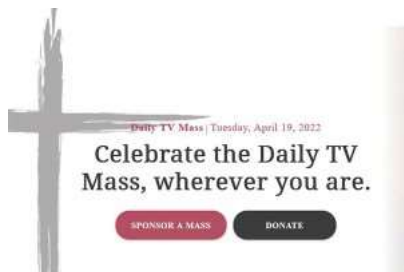 Daily TV Mass | Tuesday, April 19, 2022
Celebrate the Daily TV
Mass, wherever you are.
SPONSOR A MASS
DONATE